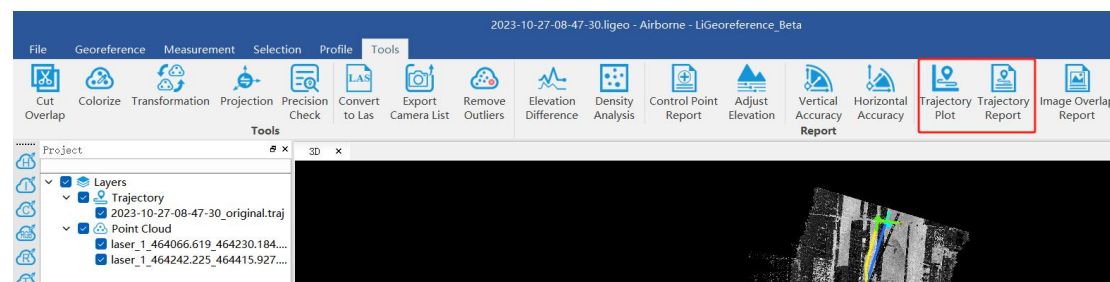 2023-10-27-08-47-30.ligeo - Airborne - LiGeoreference_Beta
File Georeference Measurement Selection Profile Tools
LAS
Cut Overlap Colorize Transformation Projection Precision Check Convert to Las Export Camera List Remove Outliers Elevation Difference Density Analysis Control Point Report Adjust Elevation Vertical Accuracy Horizontal Accuracy Trajectory Plot Trajectory Report Image Overlap Report
Tools Report
Project 3D
Layers
Trajectory
2023-10-27-08-47-30_original.traj
Point Cloud
laser_1_464066.619_464230.184....
laser_1_464242.225_464415.927....
H
I
C
R